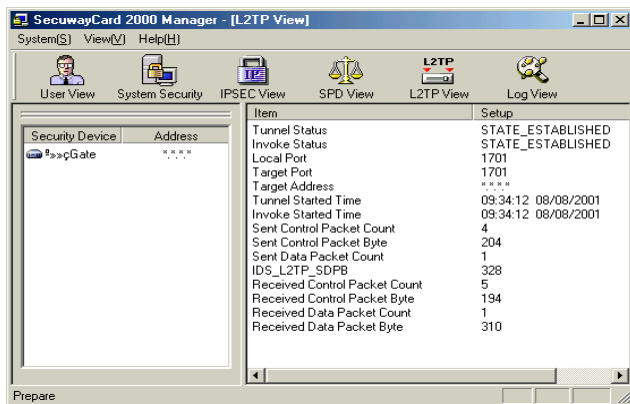 SecuwayCard 2000 Manager - [L2TP View]
System(S) View(V) Help(H)
L2TP
User View System Security IPSEC View SPD View L2TP View Log View
Security Device Address
ª»»çGate *.*.*.*
Item Setup
Tunnel Status STATE_ESTABLISHED
Invoke Status STATE_ESTABLISHED
Local Port 1701
Target Port 1701
Target Address *.*.*.*
Tunnel Started Time 09:34:12 08/08/2001
Invoke Started Time 09:34:12 08/08/2001
Sent Control Packet Count 4
Sent Control Packet Byte 204
Sent Data Packet Count 1
IDS_L2TP_SDPB 328
Received Control Packet Count 5
Received Control Packet Byte 194
Received Data Packet Count 1
Received Data Packet Byte 310
Prepare